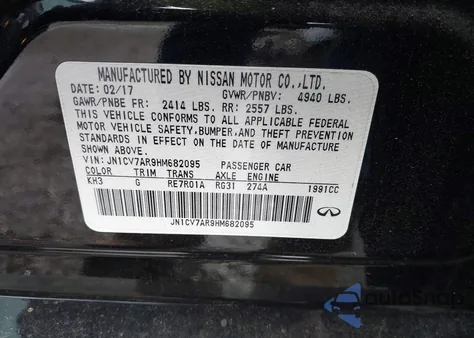 MANUFACTURED BY NISSAN MOTOR CO.,LTD.
DATE: 02/17 GVWR/PNBV: 4940 LBS.
GAWR/PNBE FR: 2414 LBS. RR: 2557 LBS.
THIS VEHICLE CONFORMS TO ALL APPLICABLE FEDERAL
MOTOR VEHICLE SAFETY,BUMPER,AND THEFT PREVENTION
STANDARDS IN EFFECT ON THE DATE OF MANUFACTURE
SHOWN ABOVE.
VIN: JN1CV7AR9HM682095 PASSENGER CAR
COLOR TRIM TRANS AXLE ENGINE
KH3 G RE7R01A RG31 274A 1991CC
JN1CV7AR9HM682095
autoSnap